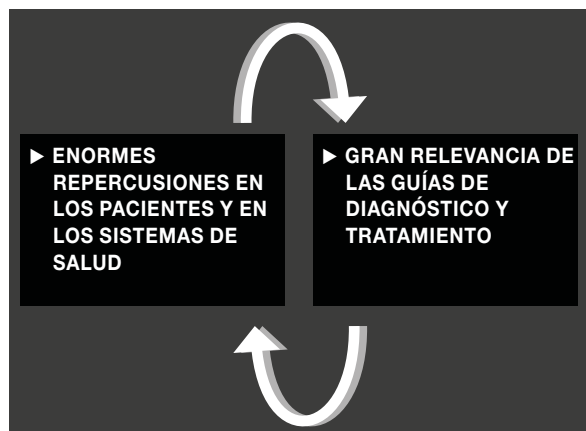 ▶ ENORMES
REPERCUSIONES EN
LOS PACIENTES Y EN
LOS SISTEMAS DE
SALUD
▶ GRAN RELEVANCIA DE
LAS GUÍAS DE
DIAGNÓSTICO Y
TRATAMIENTO